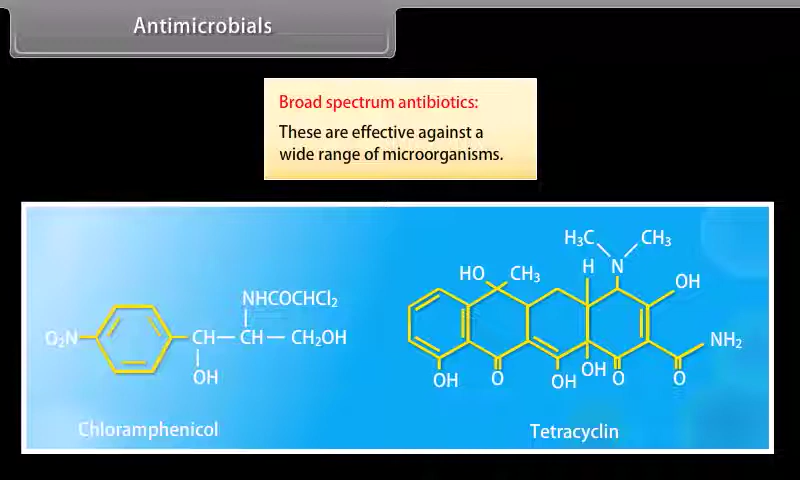 Antimicrobials
Broad spectrum antibiotics:
These are effective against a
wide range of microorganisms.
NHCOCHCl₂
O₂N
CH — CH — CH₂OH
OH
Chloramphenicol
H₃C CH₃
HO CH₃ H N OH
NH₂
OH O OH OH O O
Tetracyclin